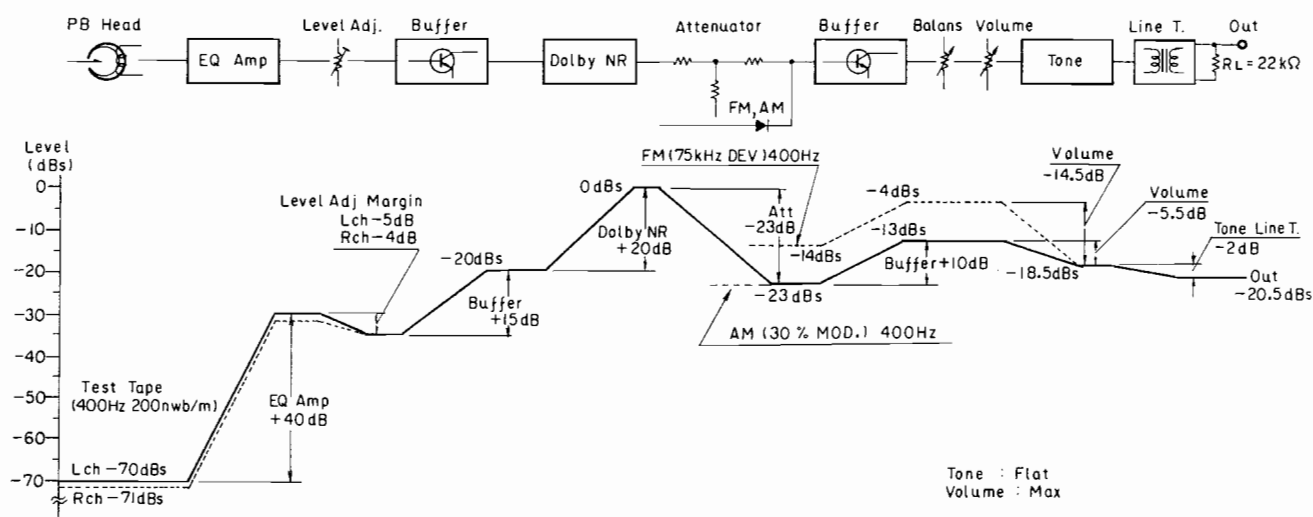 PB Head
EQ Amp
Level Adj.
Buffer
Dolby NR
Attenuator
FM, AM
Buffer
Balans
Volume
Tone
Line T.
Out
RL = 22kΩ
Level
(dBs)
0
-10
-20
-30
-40
-50
-60
-70
Test Tape
(400Hz 200nwb/m)
Lch -70dBs
Rch -71dBs
EQ Amp
+40dB
Level Adj Margin
Lch -5dB
Rch -4dB
-20dBs
Buffer
+15dB
0dBs
Dolby NR
+20dB
FM (75kHz DEV) 400Hz
Att
-23dB
-14dBs
-23dBs
AM (30% MOD.) 400Hz
-4dBs
-13dBs
Buffer +10dB
Volume
-14.5dB
Volume
-5.5dB
-18.5dBs
Tone Line T.
-2dB
Out
-20.5dBs
Tone : Flat
Volume : Max